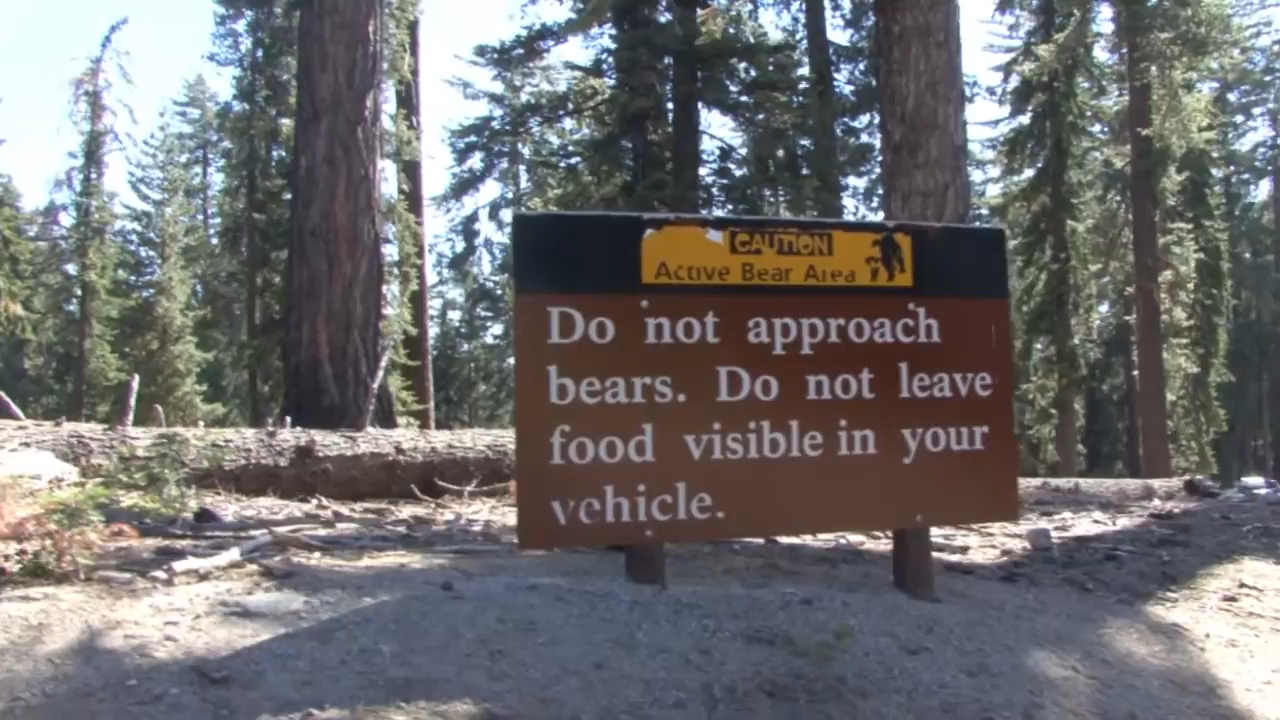 CAUTION
Active Bear Area
Do not approach
bears. Do not leave
food visible in your
vehicle.